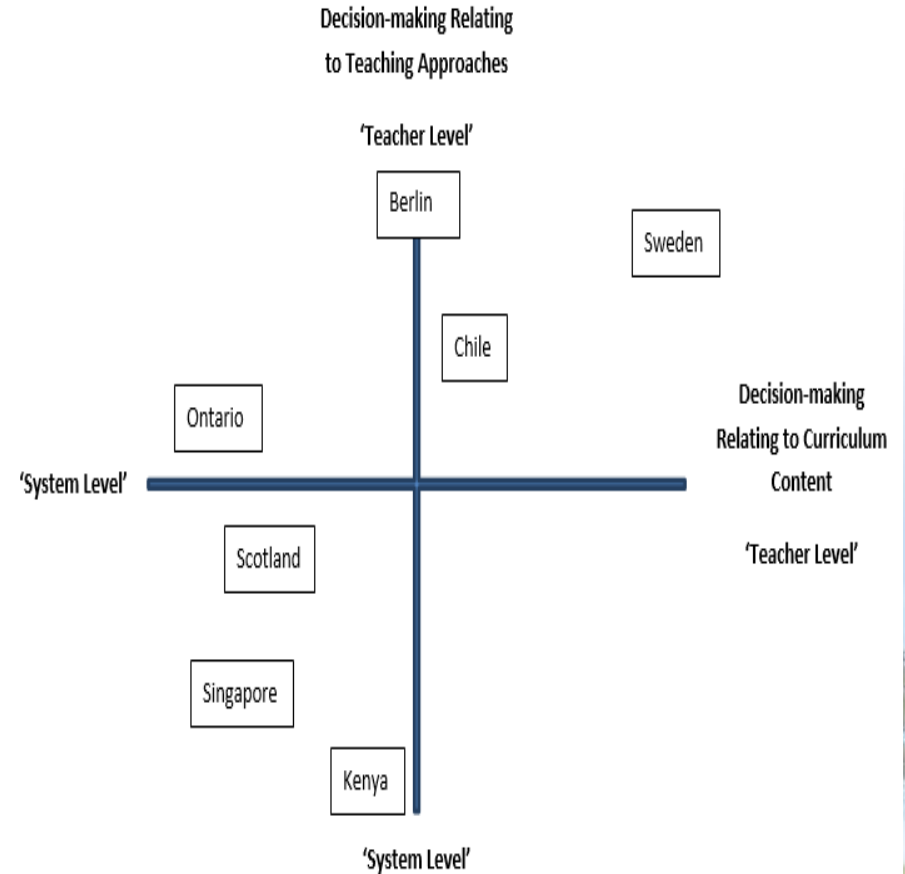 Decision-making Relating
to Teaching Approaches
‘Teacher Level’
Berlin
Sweden
Chile
Ontario
Decision-making
Relating to Curriculum
Content
‘System Level’
‘Teacher Level’
Scotland
Singapore
Kenya
‘System Level’